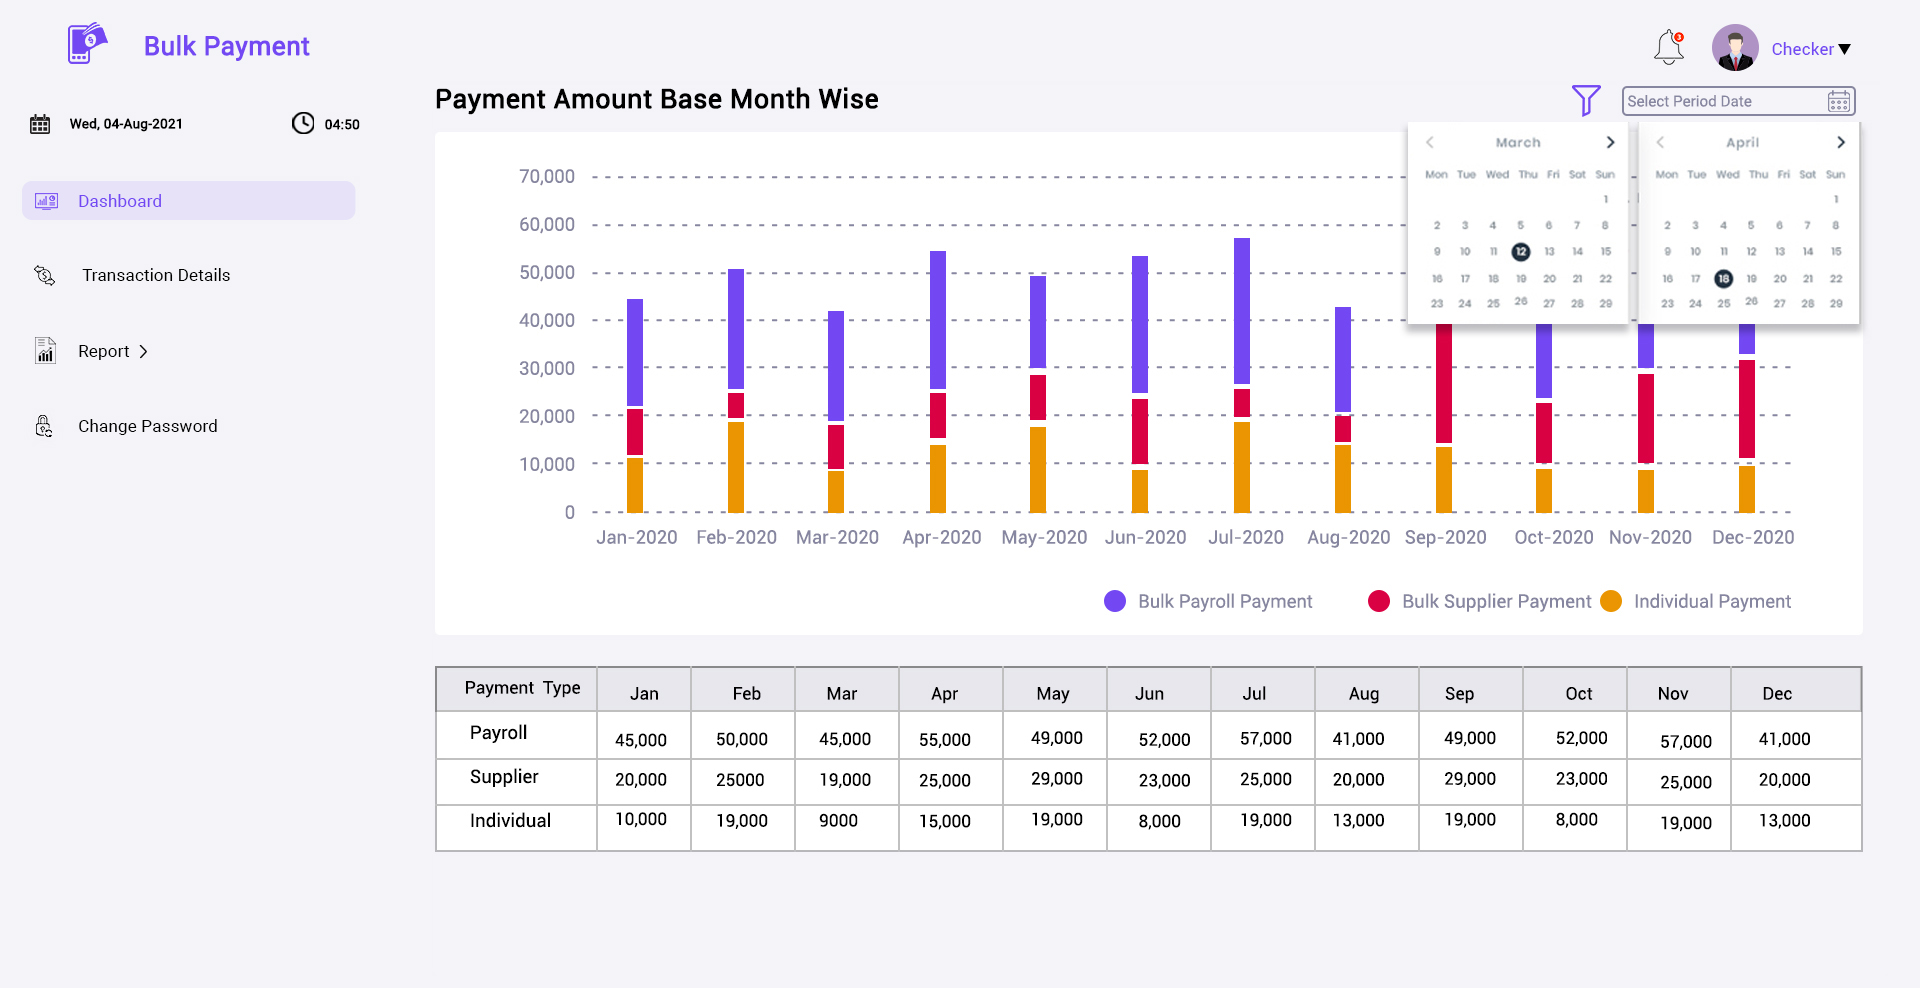 Bulk Payment
3
Checker
Payment Amount Base Month Wise
Select Period Date
Wed, 04-Aug-2021
04:50
Dashboard
Transaction Details
Report
Change Password
March
Mon Tue Wed Thu Fri Sat Sun
1
2 3 4 5 6 7 8
9 10 11 12 13 14 15
16 17 18 19 20 21 22
23 24 25 26 27 28 29
April
Mon Tue Wed Thu Fri Sat Sun
1
2 3 4 5 6 7 8
9 10 11 12 13 14 15
16 17 18 19 20 21 22
23 24 25 26 27 28 29
70,000
60,000
50,000
40,000
30,000
20,000
10,000
0
Jan-2020 Feb-2020 Mar-2020 Apr-2020 May-2020 Jun-2020 Jul-2020 Aug-2020 Sep-2020 Oct-2020 Nov-2020 Dec-2020
Bulk Payroll Payment Bulk Supplier Payment Individual Payment
Payment Type Jan Feb Mar Apr May Jun Jul Aug Sep Oct Nov Dec
Payroll 45,000 50,000 45,000 55,000 49,000 52,000 57,000 41,000 49,000 52,000 57,000 41,000
Supplier 20,000 25000 19,000 25,000 29,000 23,000 25,000 20,000 29,000 23,000 25,000 20,000
Individual 10,000 19,000 9000 15,000 19,000 8,000 19,000 13,000 19,000 8,000 19,000 13,000